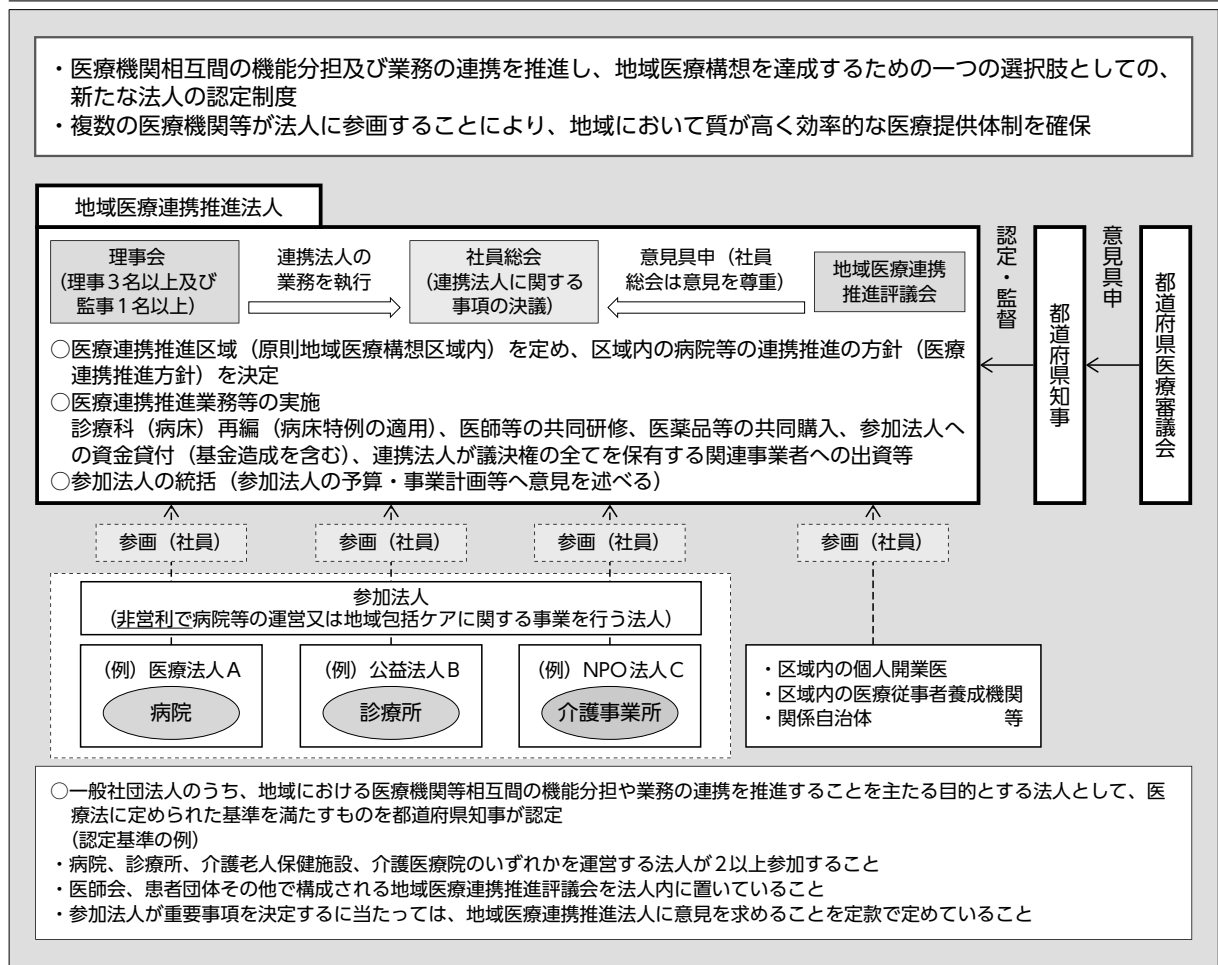 ・医療機関相互間の機能分担及び業務の連携を推進し、地域医療構想を達成するための一つの選択肢としての、
新たな法人の認定制度
・複数の医療機関等が法人に参画することにより、地域において質が高く効率的な医療提供体制を確保
地域医療連携推進法人
理事会
(理事3名以上及び
監事1名以上)
連携法人の
業務を執行
社員総会
(連携法人に関する
事項の決議)
意見具申(社員
総会は意見を尊重)
地域医療連携
推進評議会
認定・監督
都道府県知事
意見具申
都道府県医療審議会
○医療連携推進区域(原則地域医療構想区域内)を定め、区域内の病院等の連携推進の方針(医療
連携推進方針)を決定
○医療連携推進業務等の実施
診療科(病床)再編(病床特例の適用)、医師等の共同研修、医薬品等の共同購入、参加法人へ
の資金貸付(基金造成を含む)、連携法人が議決権の全てを保有する関連事業者への出資等
○参加法人の統括(参加法人の予算・事業計画等へ意見を述べる)
参画(社員)
参画(社員)
参画(社員)
参画(社員)
参加法人
(非営利で病院等の運営又は地域包括ケアに関する事業を行う法人)
(例)医療法人A
病院
(例)公益法人B
診療所
(例)NPO法人C
介護事業所
・区域内の個人開業医
・区域内の医療従事者養成機関
・関係自治体 等
○一般社団法人のうち、地域における医療機関等相互間の機能分担や業務の連携を推進することを主たる目的とする法人として、医
療法に定められた基準を満たすものを都道府県知事が認定
(認定基準の例)
・病院、診療所、介護老人保健施設、介護医療院のいずれかを運営する法人が2以上参加すること
・医師会、患者団体その他で構成される地域医療連携推進評議会を法人内に置いていること
・参加法人が重要事項を決定するに当たっては、地域医療連携推進法人に意見を求めることを定款で定めていること